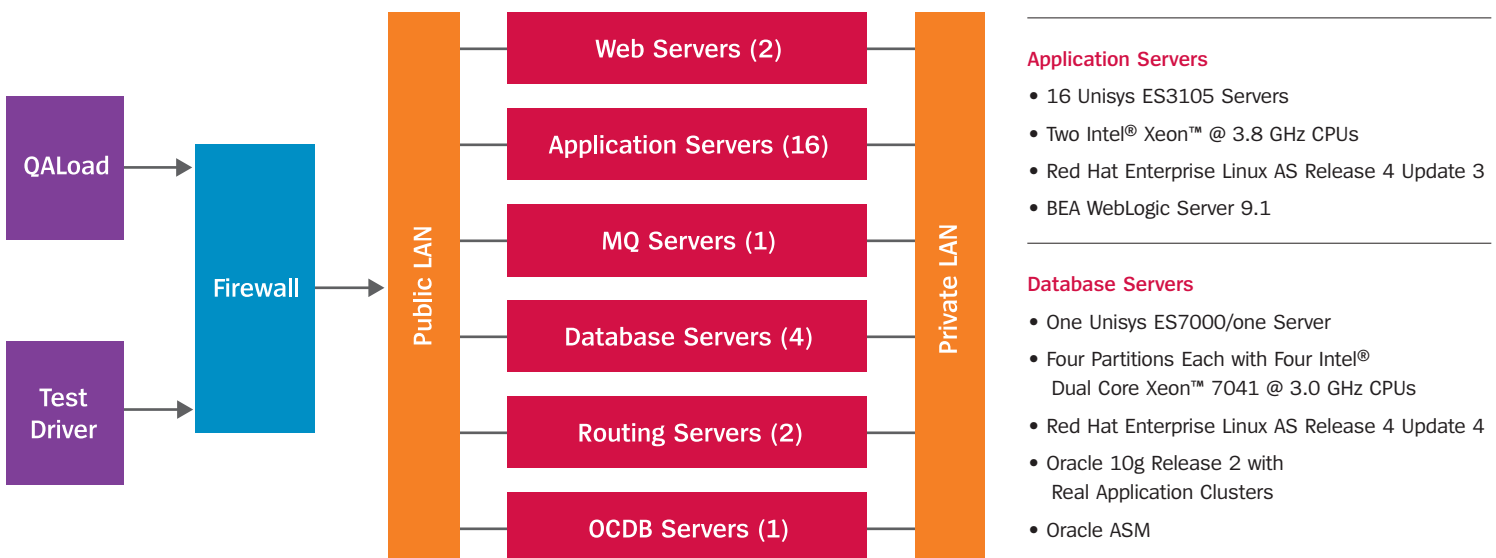 QALoad
Test
Driver
Firewall
Public LAN
Web Servers (2)
Application Servers (16)
MQ Servers (1)
Database Servers (4)
Routing Servers (2)
OCDB Servers (1)
Private LAN
Application Servers
• 16 Unisys ES3105 Servers
• Two Intel® Xeon™ @ 3.8 GHz CPUs
• Red Hat Enterprise Linux AS Release 4 Update 3
• BEA WebLogic Server 9.1
Database Servers
• One Unisys ES7000/one Server
• Four Partitions Each with Four Intel®
Dual Core Xeon™ 7041 @ 3.0 GHz CPUs
• Red Hat Enterprise Linux AS Release 4 Update 4
• Oracle 10g Release 2 with
Real Application Clusters
• Oracle ASM